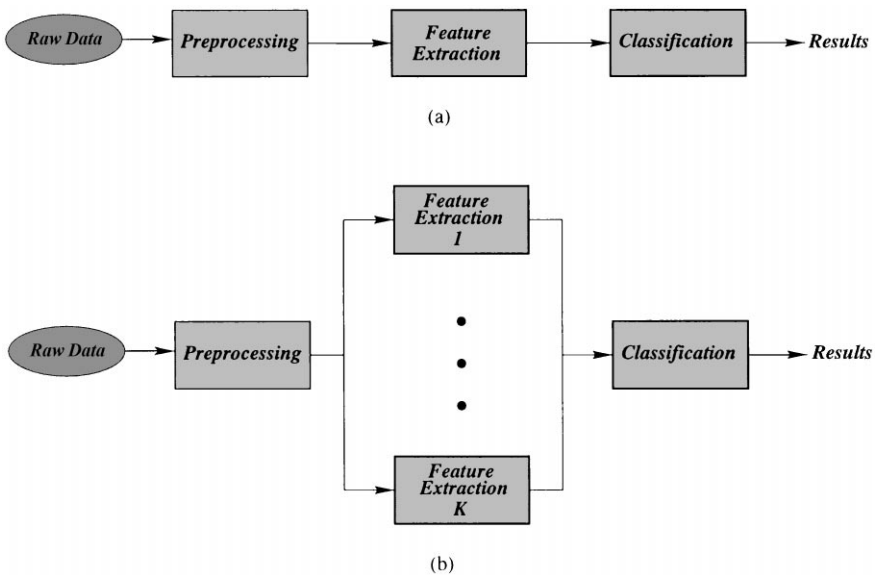 Raw Data
Preprocessing
Feature
Extraction
Classification
Results
(a)
Feature
Extraction
1
Raw Data
Preprocessing
Classification
Results
Feature
Extraction
K
(b)